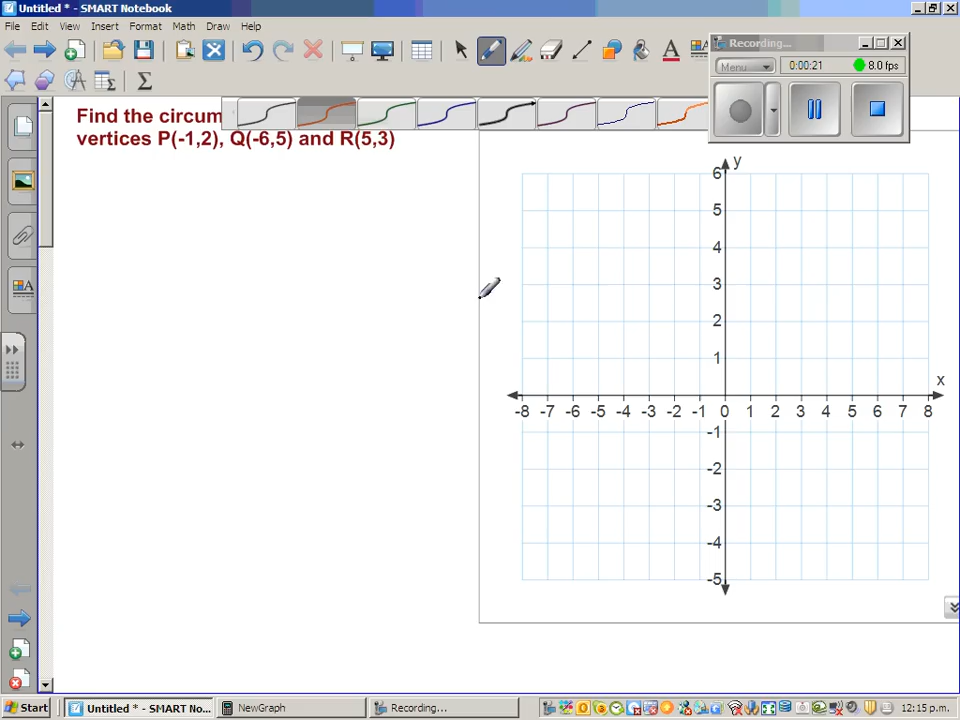 Untitled * - SMART Notebook
File Edit View Insert Format Math Draw Window Help
Recording...
Menu 0:00:21 8.0 fps
Find the circum
vertices P(-1,2), Q(-6,5) and R(5,3)
y
6
5
4
3
2
1
x
-8 -7 -6 -5 -4 -3 -2 -1 0 1 2 3 4 5 6 7 8
-1
-2
-3
-4
-5
Start Untitled * - SMART No... NewGraph Recording... 12:15 p.m.